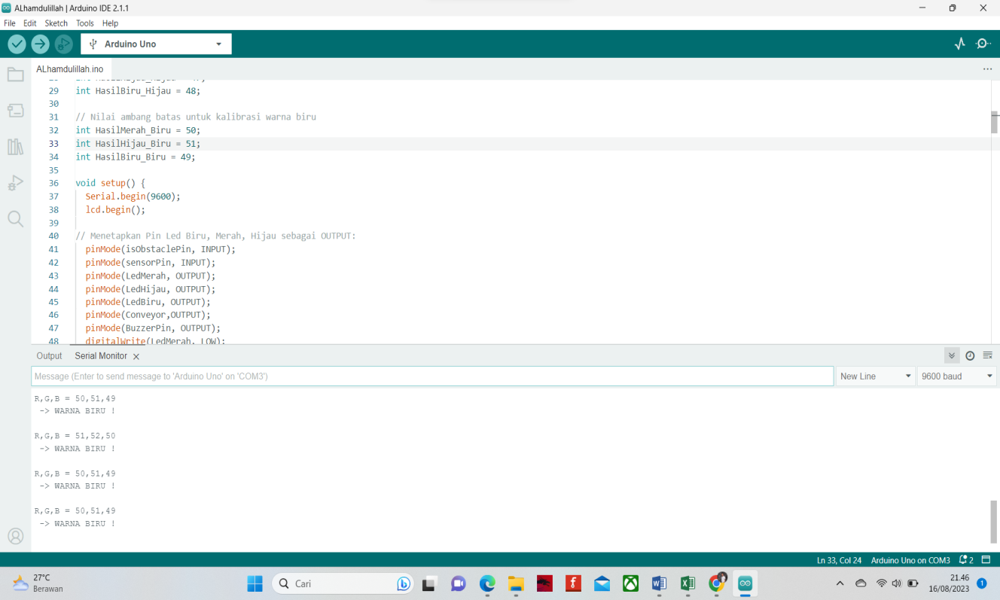 ALhamdulillah | Arduino IDE 2.1.1
File Edit Sketch Tools Help
Arduino Uno
ALhamdulillah.ino
29 int HasilBiru_Hijau = 48;
30
31 // Nilai ambang batas untuk kalibrasi warna biru
32 int HasilMerah_Biru = 50;
33 int HasilHijau_Biru = 51;
34 int HasilBiru_Biru = 49;
35
36 void setup() {
37 Serial.begin(9600);
38 lcd.begin();
39
40 // Menetapkan Pin Led Biru, Merah, Hijau sebagai OUTPUT:
41 pinMode(isObstaclePin, INPUT);
42 pinMode(sensorPin, INPUT);
43 pinMode(LedMerah, OUTPUT);
44 pinMode(LedHijau, OUTPUT);
45 pinMode(LedBiru, OUTPUT);
46 pinMode(Conveyor,OUTPUT);
47 pinMode(BuzzerPin, OUTPUT);
48 digitalWrite(LedMerah, LOW);
Output Serial Monitor
Message (Enter to send message to 'Arduino Uno' on 'COM3')
New Line 9600 baud
R,G,B = 50,51,49
-> WARNA BIRU !
R,G,B = 51,52,50
-> WARNA BIRU !
R,G,B = 50,51,49
-> WARNA BIRU !
R,G,B = 50,51,49
-> WARNA BIRU !
Ln 33, Col 24 Arduino Uno on COM3 2
27°C
Berawan
Cari
21.46
16/08/2023
1